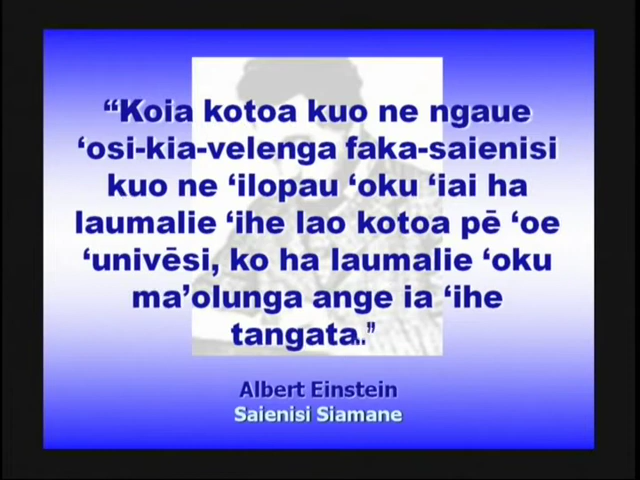 “Koia kotoa kuo ne ngaue
‘osi-kia-velenga faka-saienisi
kuo ne ‘ilopau ‘oku ‘iai ha
laumalie ‘ihe lao kotoa pē ‘oe
‘univēsi, ko ha laumalie ‘oku
ma’olunga ange ia ‘ihe
tangata..”
Albert Einstein
Saienisi Siamane